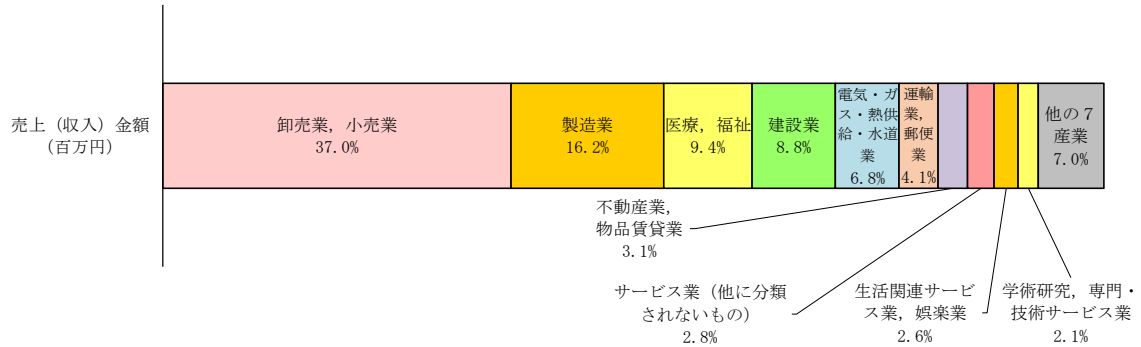 売上（収入）金額
（百万円）
卸売業，小売業
37.0%
製造業
16.2%
医療，福祉
9.4%
建設業
8.8%
電気・ガ
ス・熱供
給・水道
業
6.8%
運輸
業，
郵便
業
4.1%
他の７
産業
7.0%
不動産業，
物品賃貸業
3.1%
サービス業（他に分類
されないもの）
2.8%
生活関連サービ
ス業，娯楽業
2.6%
学術研究，専門・
技術サービス業
2.1%